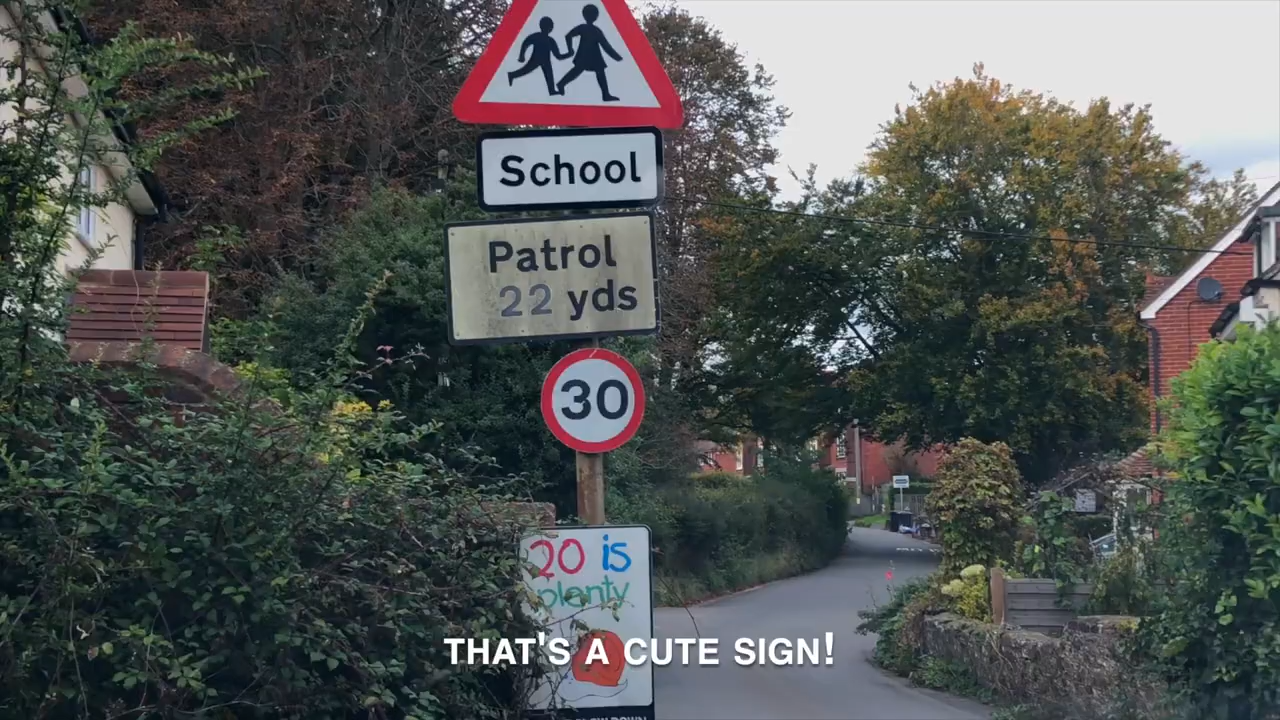 School
Patrol
22 yds
30
20 is
plenty
THAT'S A CUTE SIGN!